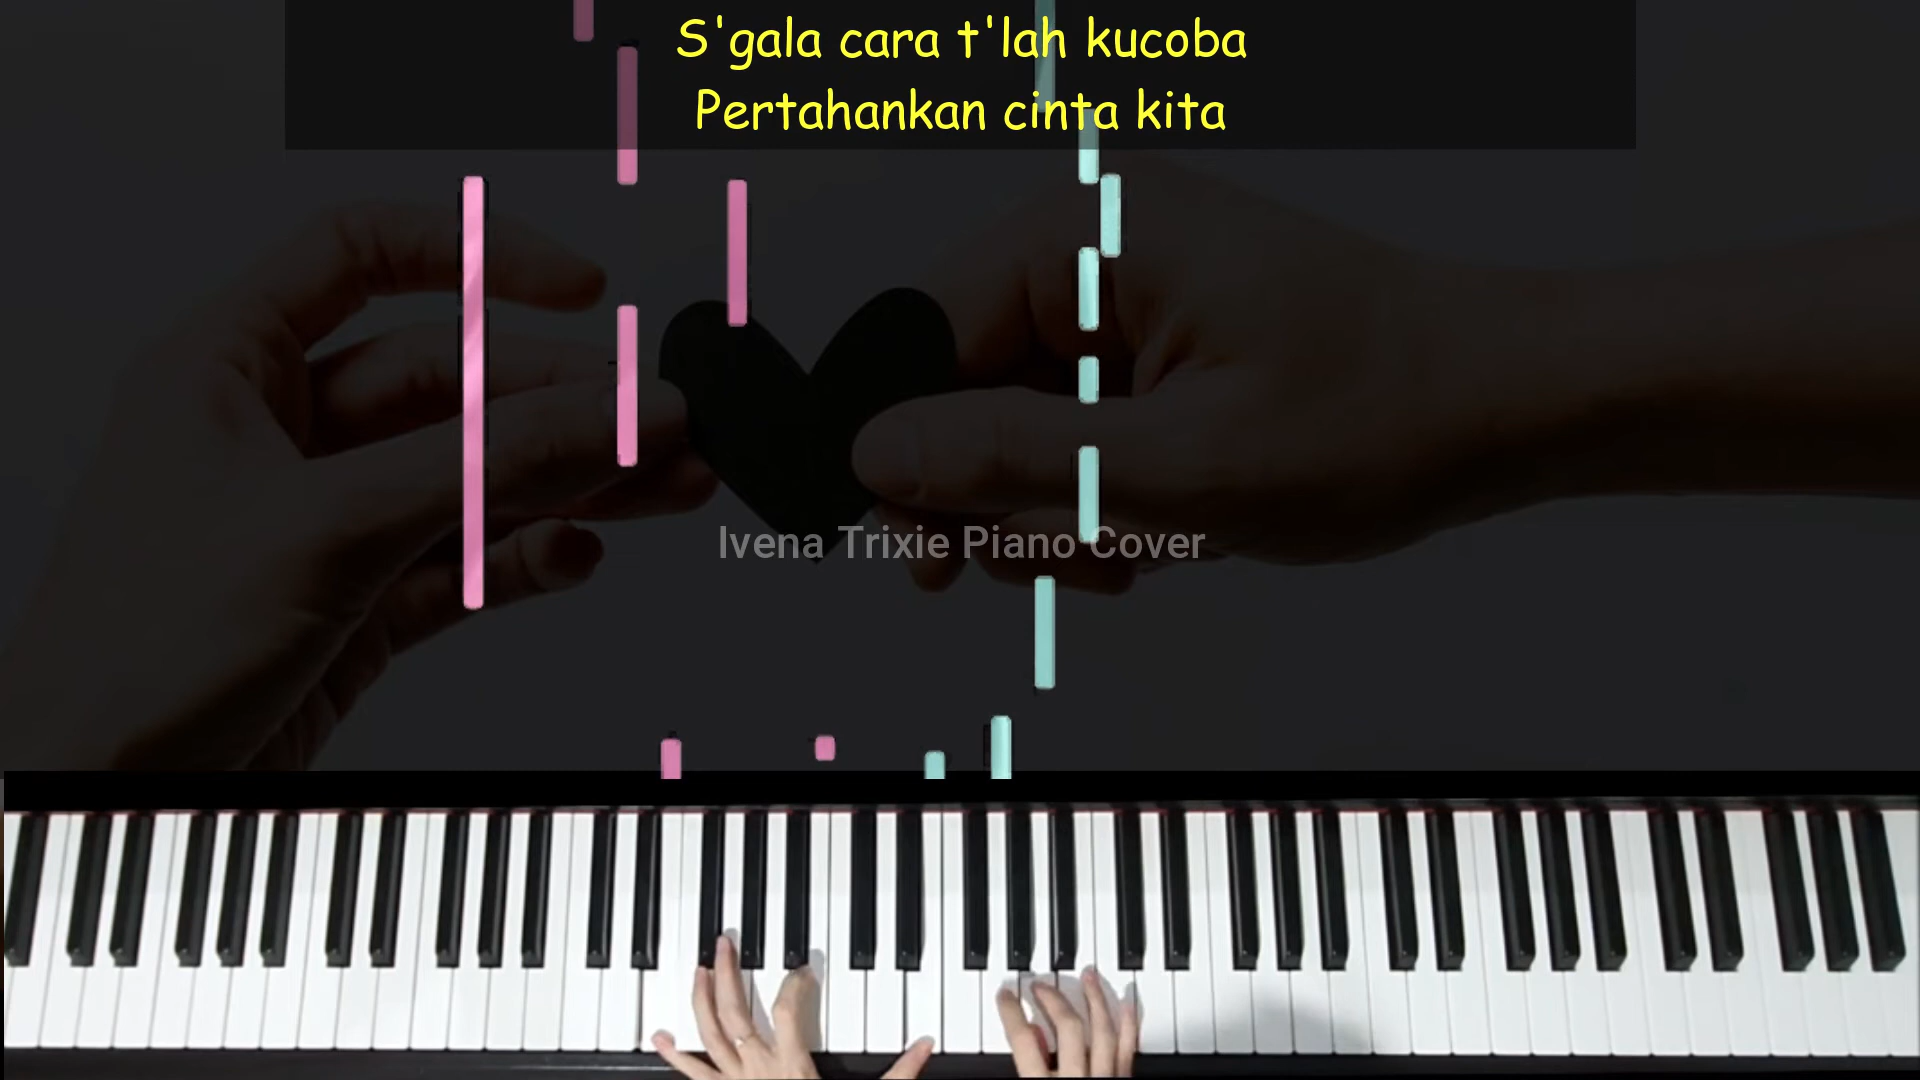 S'gala cara t'lah kucoba
Pertahankan cinta kita
Ivena Trixie Piano Cover